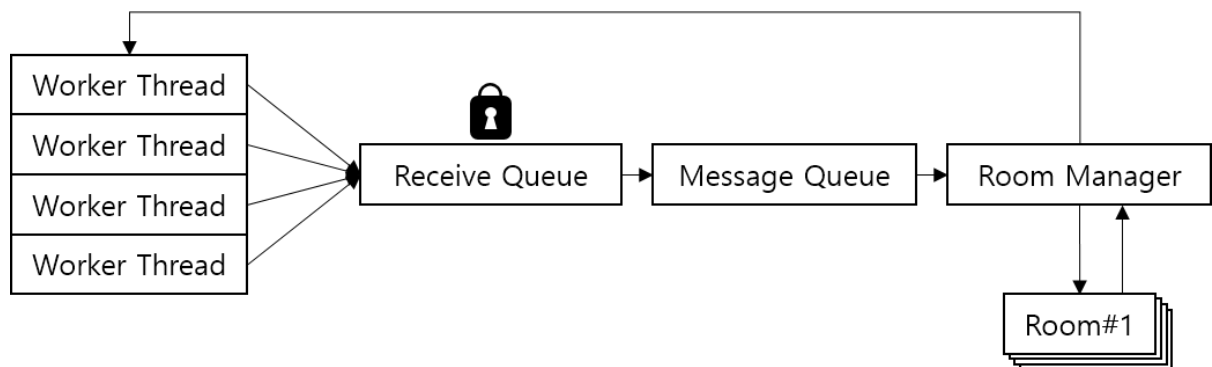 Worker Thread
Worker Thread
Worker Thread
Worker Thread
Receive Queue
Message Queue
Room Manager
Room#1